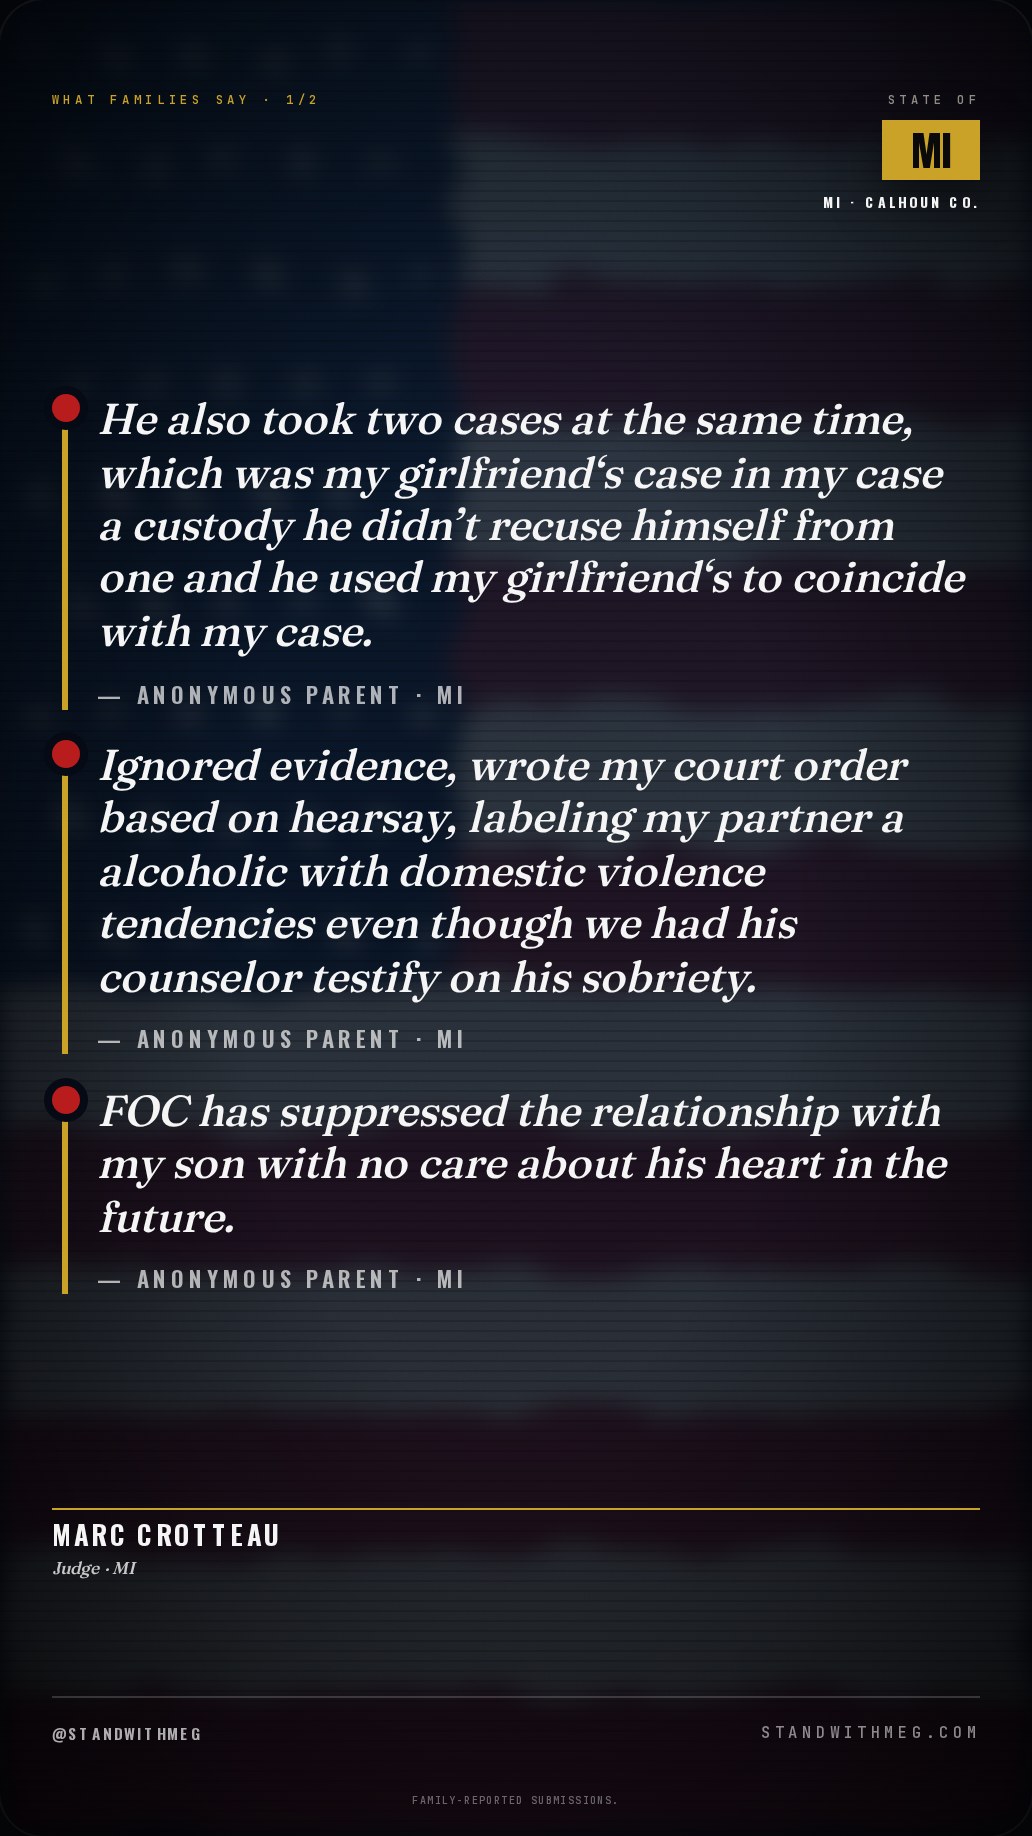 WHAT FAMILIES SAY · 1/2
STATE OF
MI
MI · CALHOUN CO.
He also took two cases at the same time,
which was my girlfriend‘s case in my case
a custody he didn’t recuse himself from
one and he used my girlfriend‘s to coincide
with my case.
— ANONYMOUS PARENT · MI
Ignored evidence, wrote my court order
based on hearsay, labeling my partner a
alcoholic with domestic violence
tendencies even though we had his
counselor testify on his sobriety.
— ANONYMOUS PARENT · MI
FOC has suppressed the relationship with
my son with no care about his heart in the
future.
— ANONYMOUS PARENT · MI
MARC CROTTEAU
Judge · MI
@STANDWITHMEG
STANDWITHMEG.COM
FAMILY-REPORTED SUBMISSIONS.